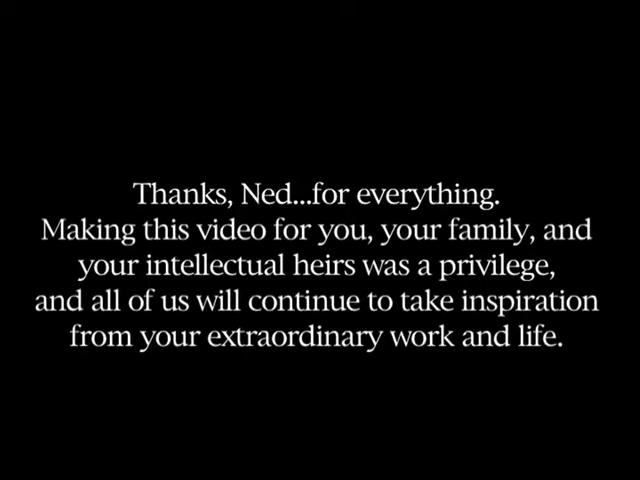 Thanks, Ned...for everything.
Making this video for you, your family, and
your intellectual heirs was a privilege,
and all of us will continue to take inspiration
from your extraordinary work and life.